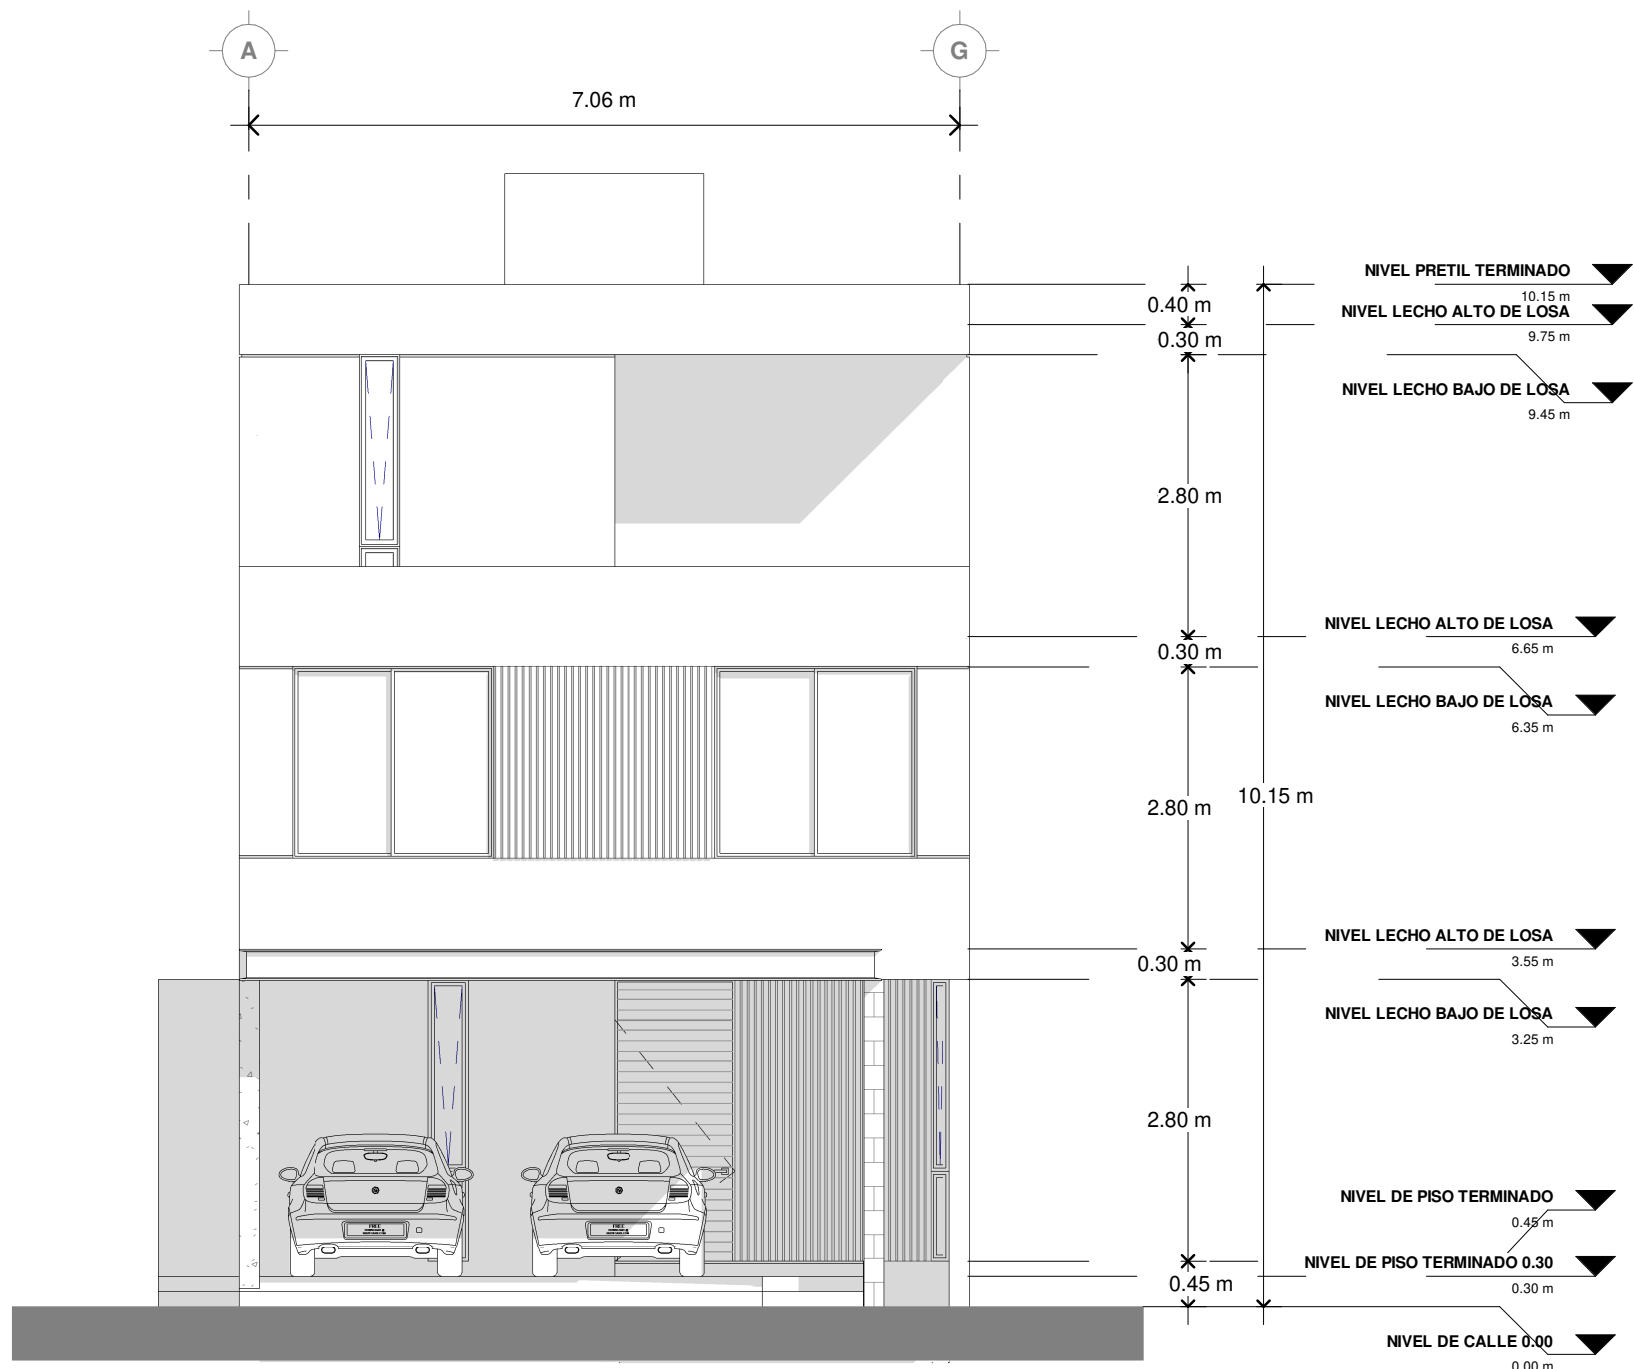 A
G
7.06 m
NIVEL PRETIL TERMINADO
10.15 m
0.40 m
NIVEL LECHO ALTO DE LOSA
9.75 m
0.30 m
NIVEL LECHO BAJO DE LOSA
9.45 m
2.80 m
NIVEL LECHO ALTO DE LOSA
6.65 m
0.30 m
NIVEL LECHO BAJO DE LOSA
6.35 m
2.80 m
10.15 m
NIVEL LECHO ALTO DE LOSA
3.55 m
0.30 m
NIVEL LECHO BAJO DE LOSA
3.25 m
2.80 m
NIVEL DE PISO TERMINADO
0.45 m
FREE
FREE
NIVEL DE PISO TERMINADO 0.30
0.30 m
0.45 m
NIVEL DE CALLE 0.00
0.00 m